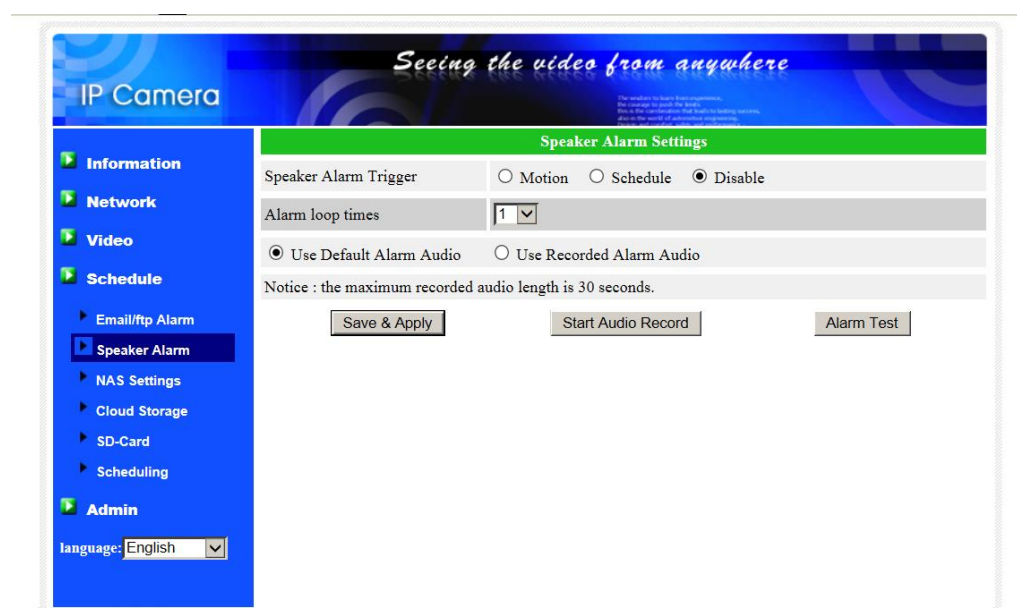 Seeing the video from anywhere
IP Camera
Speaker Alarm Settings
Information
Network
Video
Schedule
Email/ftp Alarm
Speaker Alarm
NAS Settings
Cloud Storage
SD-Card
Scheduling
Admin
language: English
Speaker Alarm Trigger Motion Schedule Disable
Alarm loop times 1
Use Default Alarm Audio Use Recorded Alarm Audio
Notice : the maximum recorded audio length is 30 seconds.
Save & Apply Start Audio Record Alarm Test